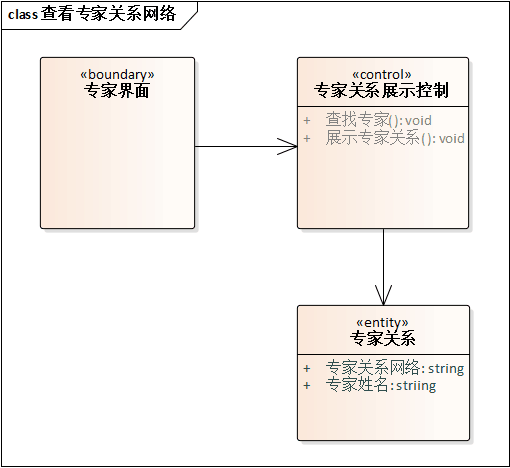 class 查看专家关系网络
«boundary»
专家界面
«control»
专家关系展示控制
+ 查找专家(): void
+ 展示专家关系(): void
«entity»
专家关系
+ 专家关系网络: string
+ 专家姓名: striing